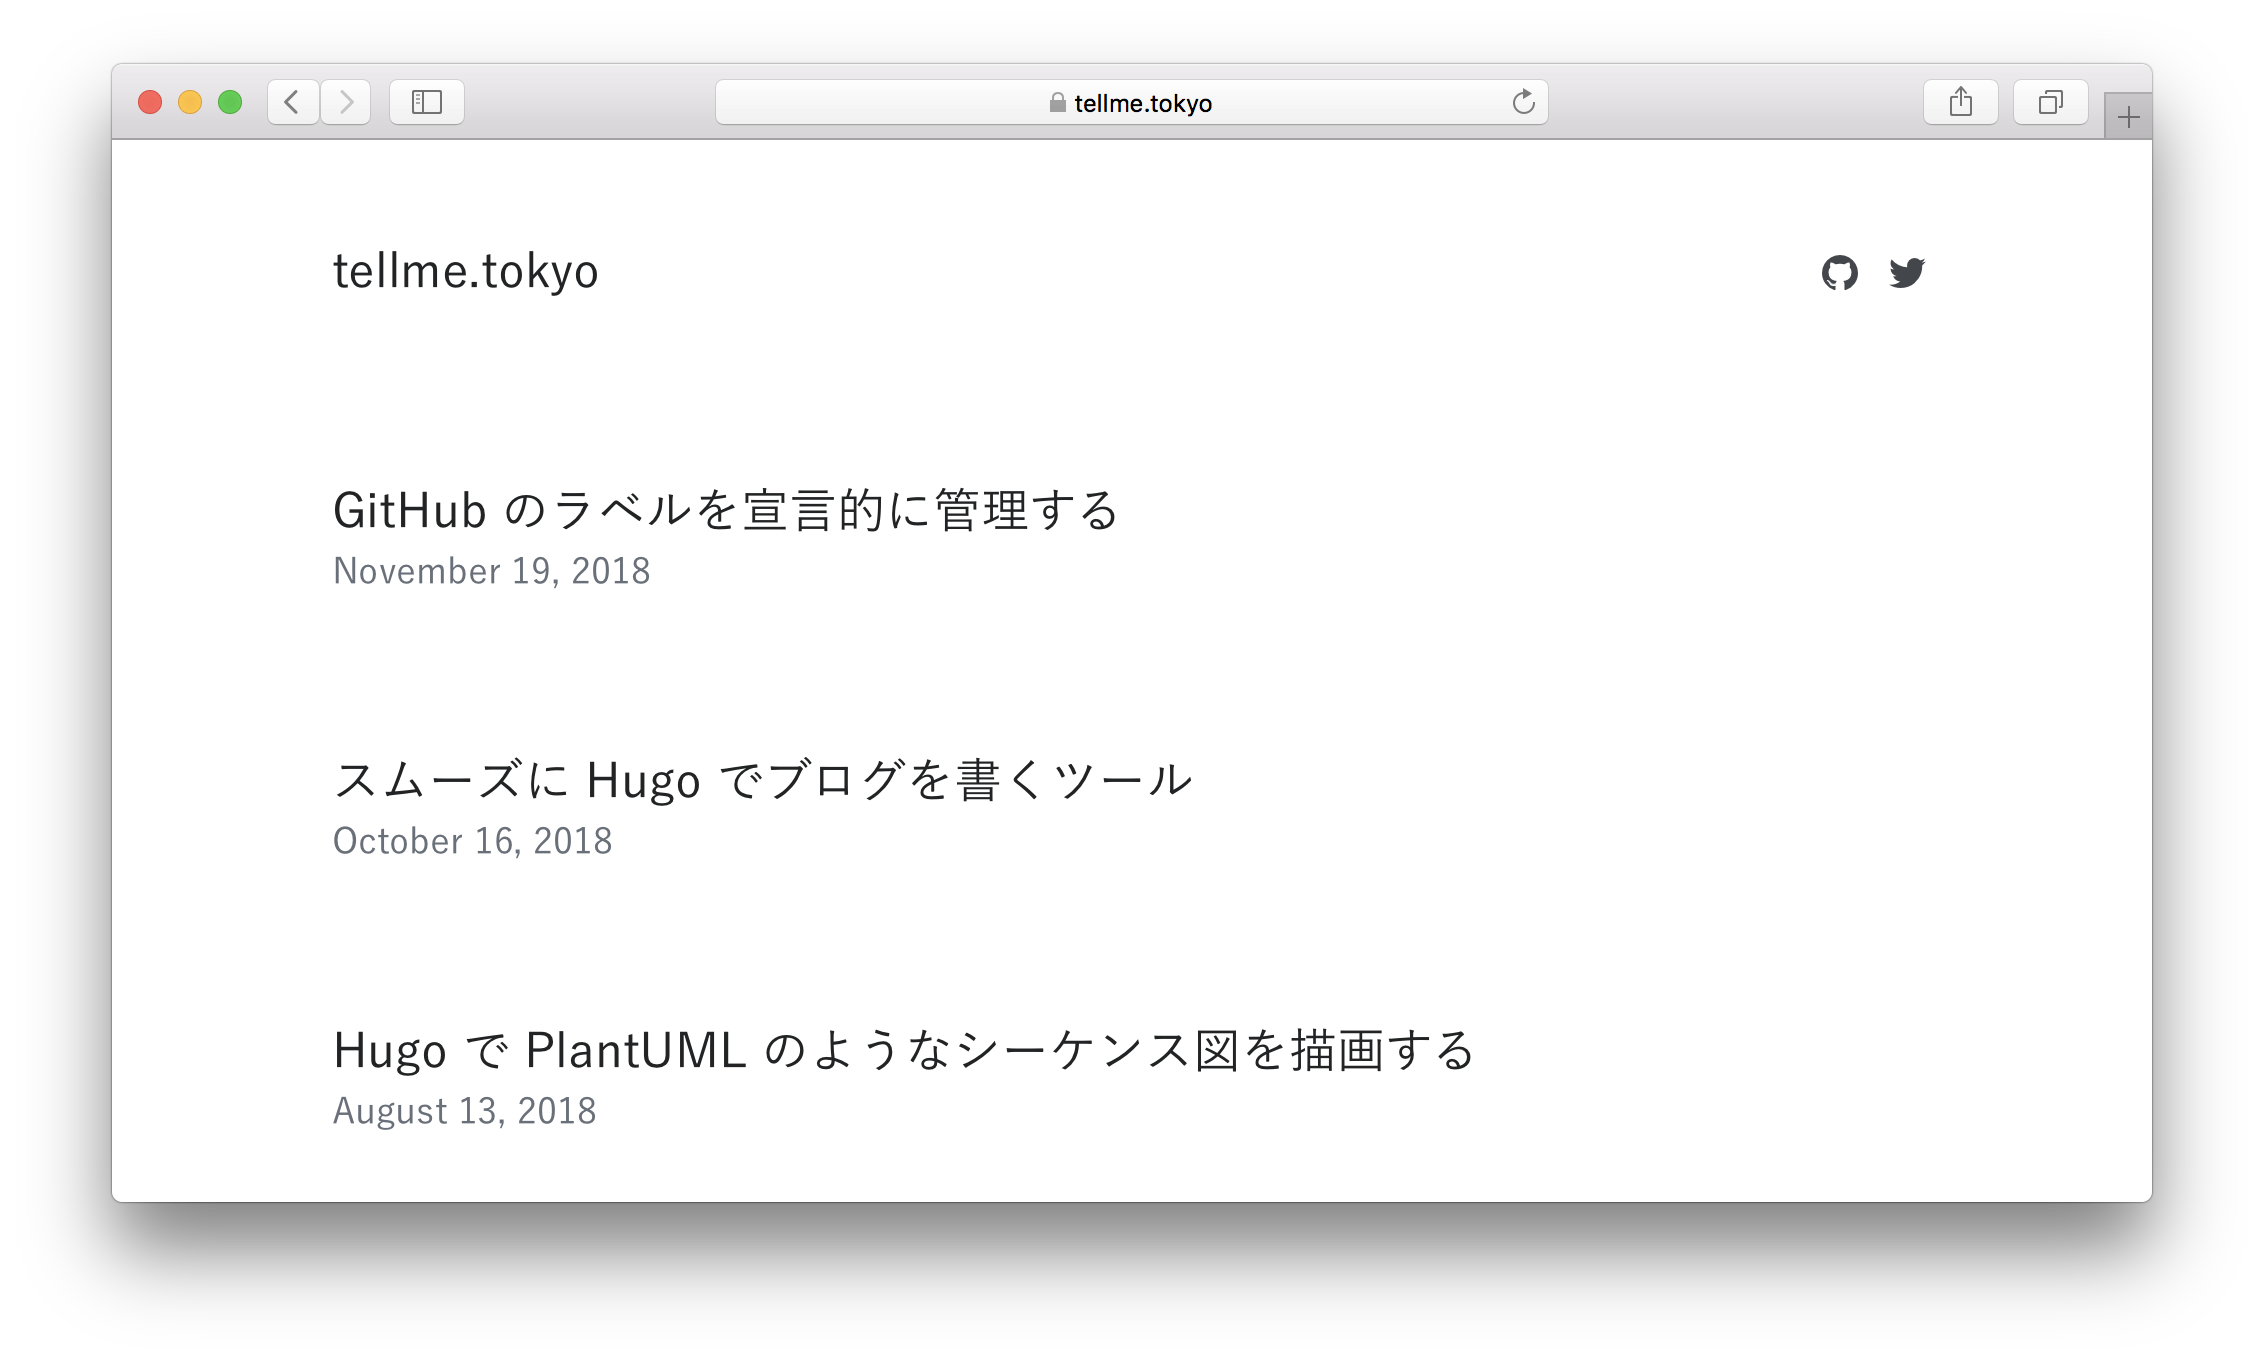 tellme.tokyo
tellme.tokyo
GitHub のラベルを宣言的に管理する
November 19, 2018
スムーズに Hugo でブログを書くツール
October 16, 2018
Hugo で PlantUML のようなシーケンス図を描画する
August 13, 2018